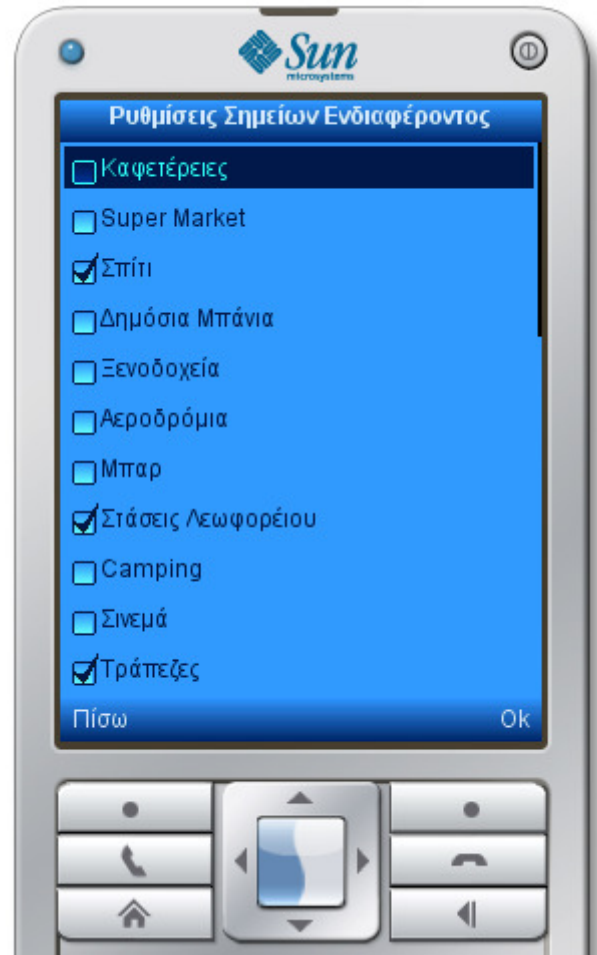 Sun
microsystems
Ρυθμίσεις Σημείων Ενδιαφέροντος
Καφετέρειες
Super Market
Σπίτι
Δημόσια Μπάνια
Ξενοδοχεία
Αεροδρόμια
Μπαρ
Στάσεις Λεωφορέιου
Camping
Σινεμά
Τράπεζες
Πίσω Ok